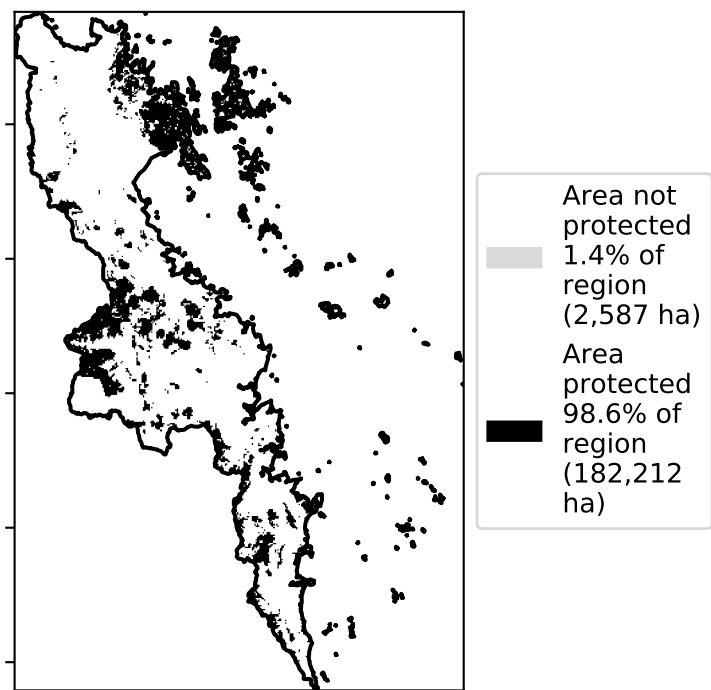 Area not
protected
1.4% of
region
(2,587 ha)
Area
protected
98.6% of
region
(182,212
ha)